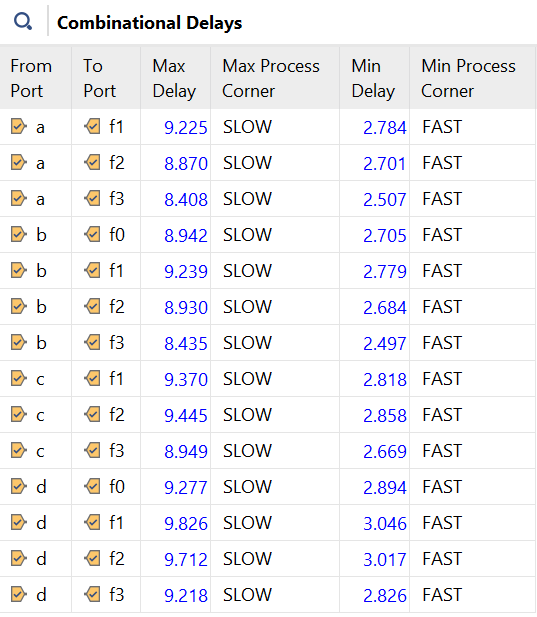 Combinational Delays
From Port To Port Max Delay Max Process Corner Min Delay Min Process Corner
a f1 9.225 SLOW 2.784 FAST
a f2 8.870 SLOW 2.701 FAST
a f3 8.408 SLOW 2.507 FAST
b f0 8.942 SLOW 2.705 FAST
b f1 9.239 SLOW 2.779 FAST
b f2 8.930 SLOW 2.684 FAST
b f3 8.435 SLOW 2.497 FAST
c f1 9.370 SLOW 2.818 FAST
c f2 9.445 SLOW 2.858 FAST
c f3 8.949 SLOW 2.669 FAST
d f0 9.277 SLOW 2.894 FAST
d f1 9.826 SLOW 3.046 FAST
d f2 9.712 SLOW 3.017 FAST
d f3 9.218 SLOW 2.826 FAST